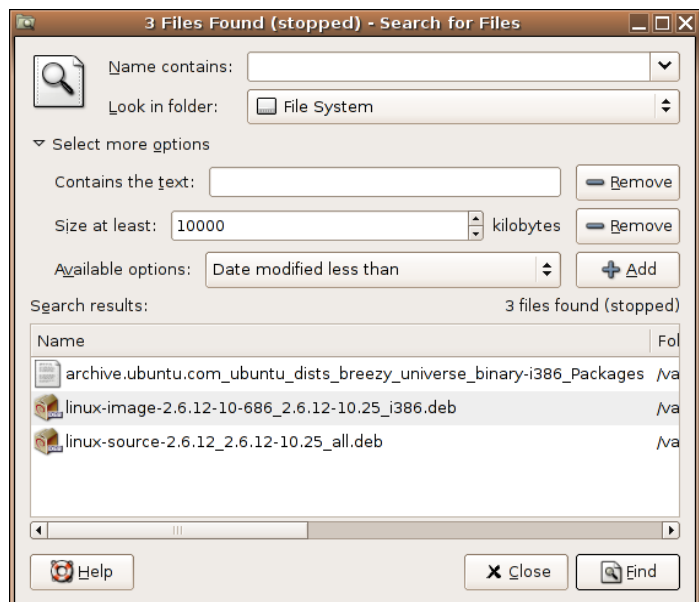 3 Files Found (stopped) - Search for Files
Name contains:
Look in folder: File System
Select more options
Contains the text: Remove
Size at least: 10000 kilobytes Remove
Available options: Date modified less than Add
Search results: 3 files found (stopped)
Name Fol
archive.ubuntu.com_ubuntu_dists_breezy_universe_binary-i386_Packages /va
linux-image-2.6.12-10-686_2.6.12-10.25_i386.deb /va
linux-source-2.6.12_2.6.12-10.25_all.deb /va
Help Close Find